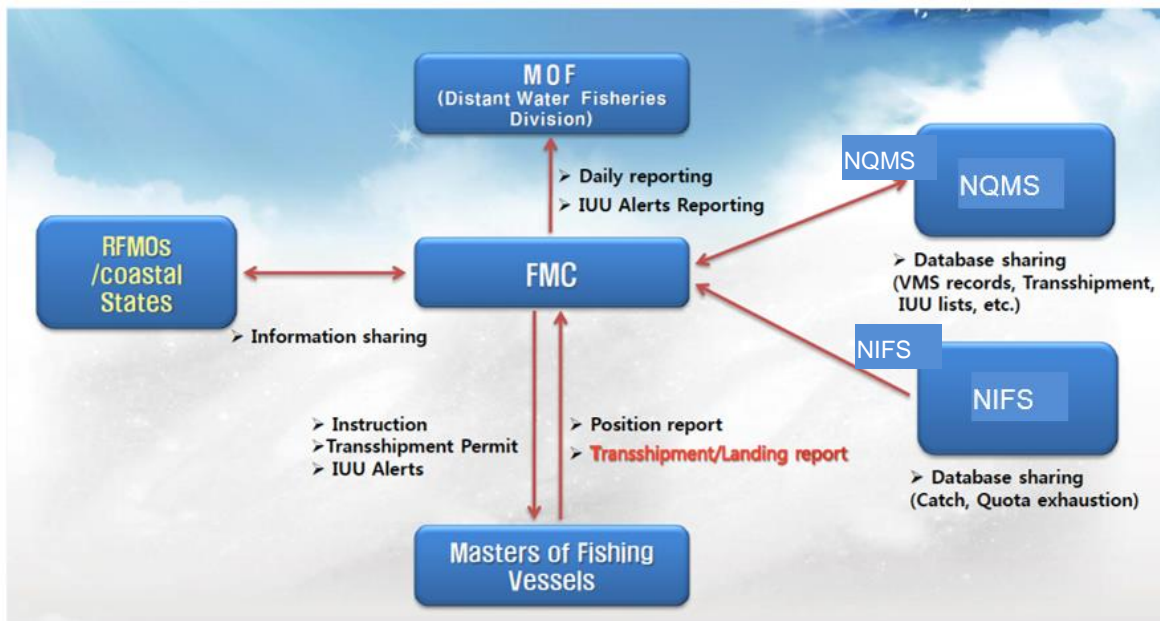 MOF
(Distant Water Fisheries
Division)
➢ Daily reporting
➢ IUU Alerts Reporting
NQMS
NQMS
➢ Database sharing
(VMS records, Transshipment,
IUU lists, etc.)
RFMOs
/coastal
States
FMC
➢ Information sharing
NIFS
NIFS
➢ Database sharing
(Catch, Quota exhaustion)
➢ Instruction
➢Transshipment Permit
➢ IUU Alerts
➢ Position report
➢ Transshipment/Landing report
Masters of Fishing
Vessels